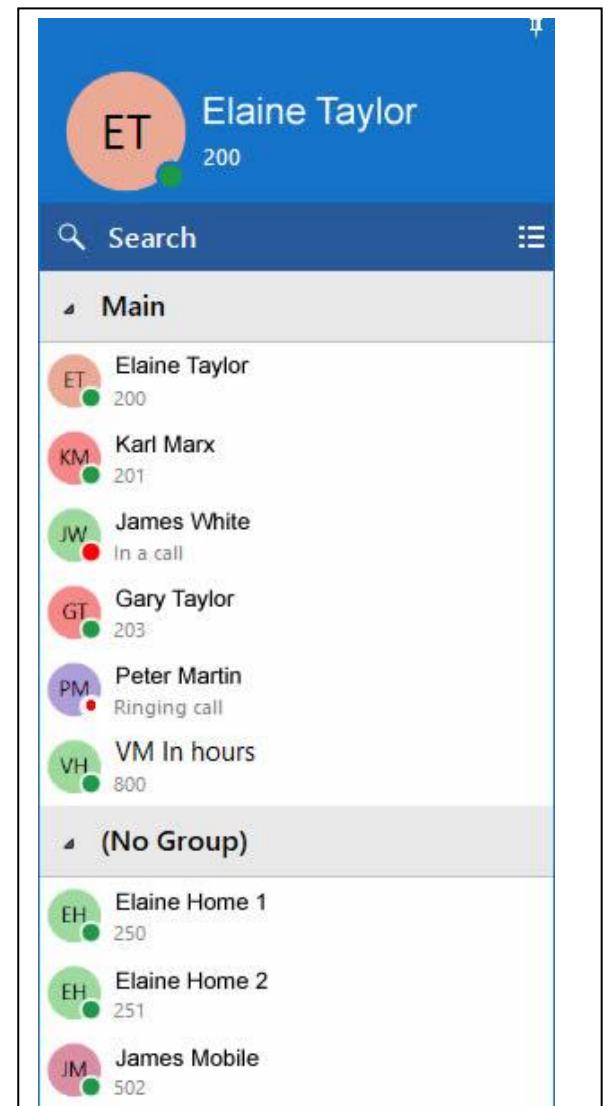 ET
Elaine Taylor
200
Search
Main
ET
Elaine Taylor
200
KM
Karl Marx
201
JW
James White
In a call
GT
Gary Taylor
203
PM
Peter Martin
Ringing call
VH
VM In hours
800
(No Group)
EH
Elaine Home 1
250
EH
Elaine Home 2
251
JM
James Mobile
502